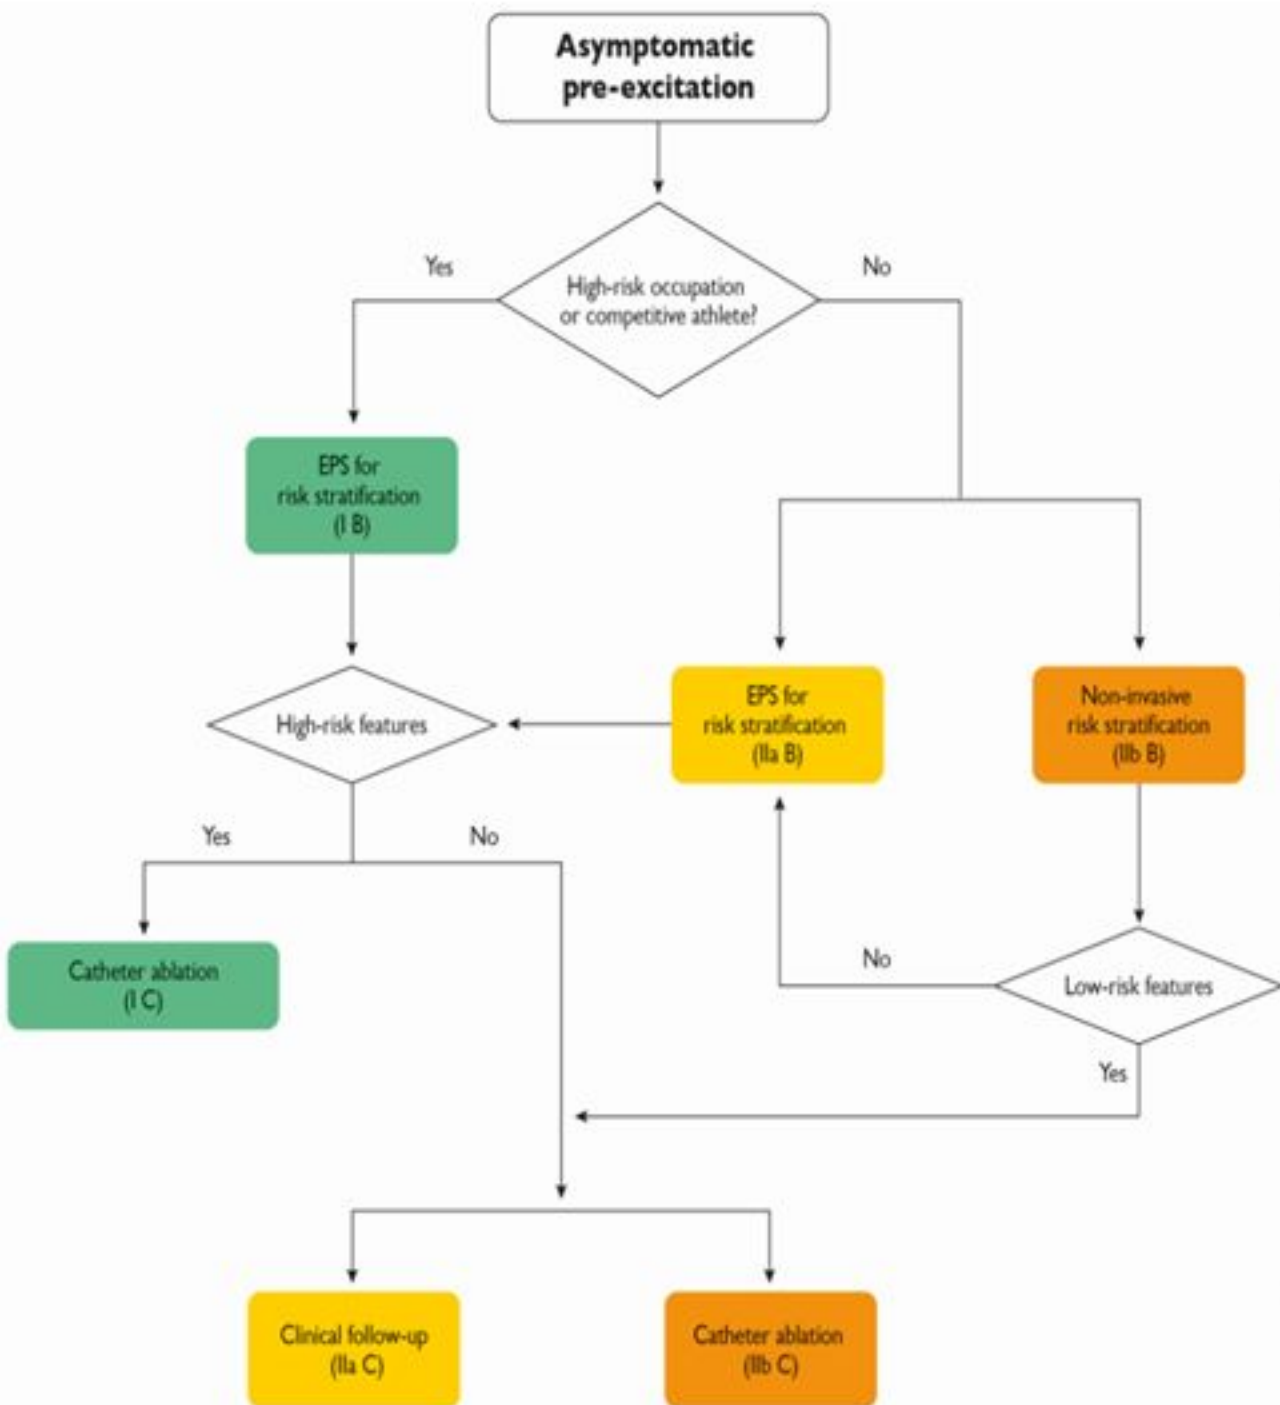 Asymptomatic
pre-excitation
Yes
No
High-risk occupation
or competitive athlete?
EPS for
risk stratification
(I B)
High-risk features
EPS for
risk stratification
(IIa B)
Non-invasive
risk stratification
(IIb B)
Yes
No
Catheter ablation
(I C)
No
Low-risk features
Yes
Clinical follow-up
(IIa C)
Catheter ablation
(IIb C)